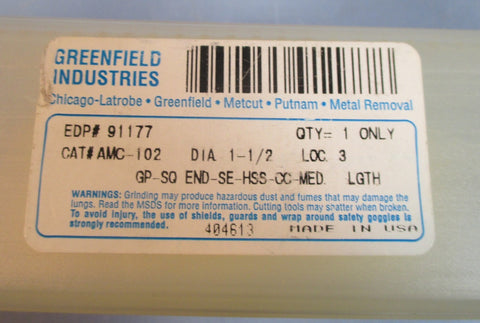 GREENFIELD
INDUSTRIES
Chicago-Latrobe • Greenfield • Metcut • Putnam • Metal Removal
EDP# 91177 QTY= 1 ONLY
CAT# AMC-102 DIA 1-1/2 LOC 3
GP-SQ END-SE-HSS-CC-MED. LGTH
WARNINGS: Grinding may produce hazardous dust and fumes that may damage the
lungs. Read the MSDS for more information. Cutting tools may shatter when broken.
To avoid injury, the use of shields, guards and wrap around safety goggles is
strongly recommended.
404613 MADE IN USA